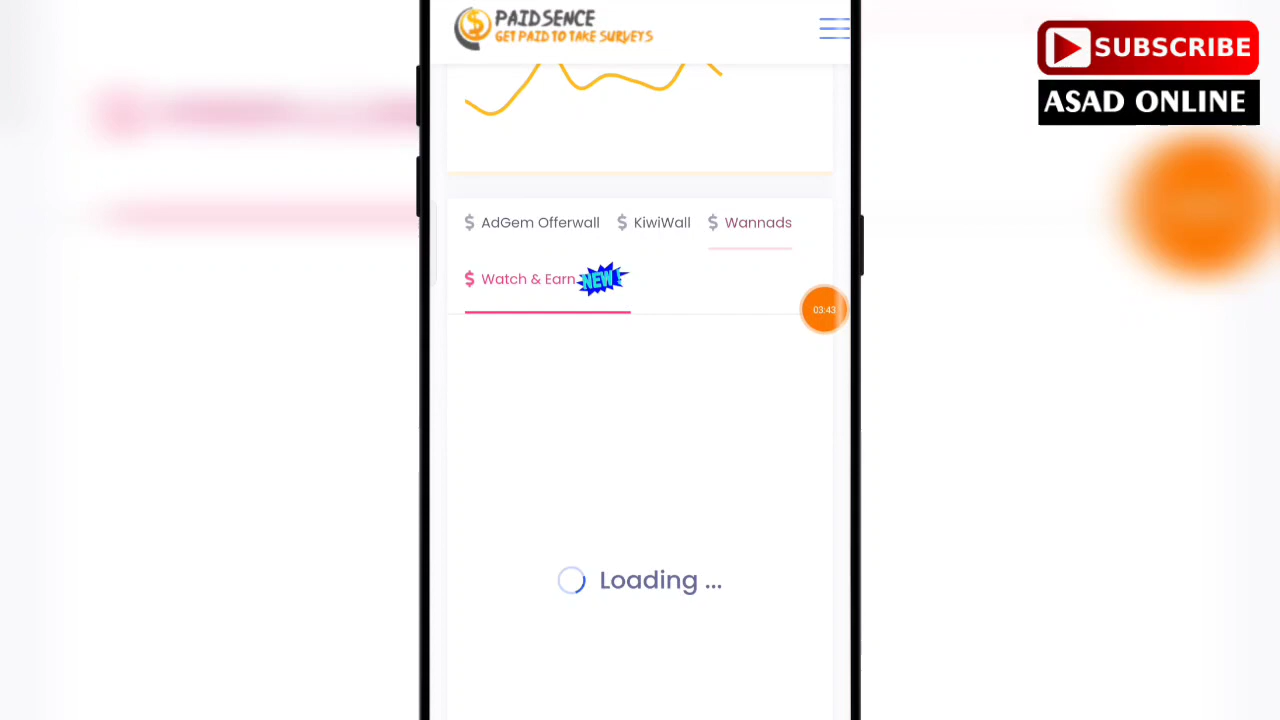 PAIDSENCE
GET PAID TO TAKE SURVEYS
SUBSCRIBE
ASAD ONLINE
$ AdGem Offerwall $ KiwiWall $ Wannads
$ Watch & Earn NEW!
03:43
Loading ...